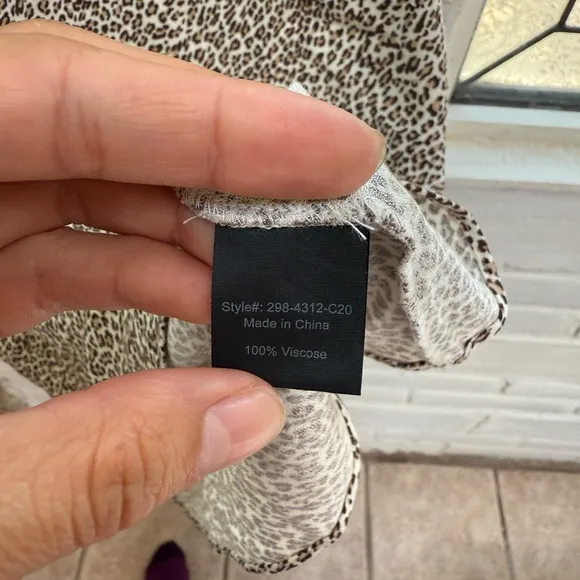 Style#: 298-4312-C20
Made in China
100% Viscose